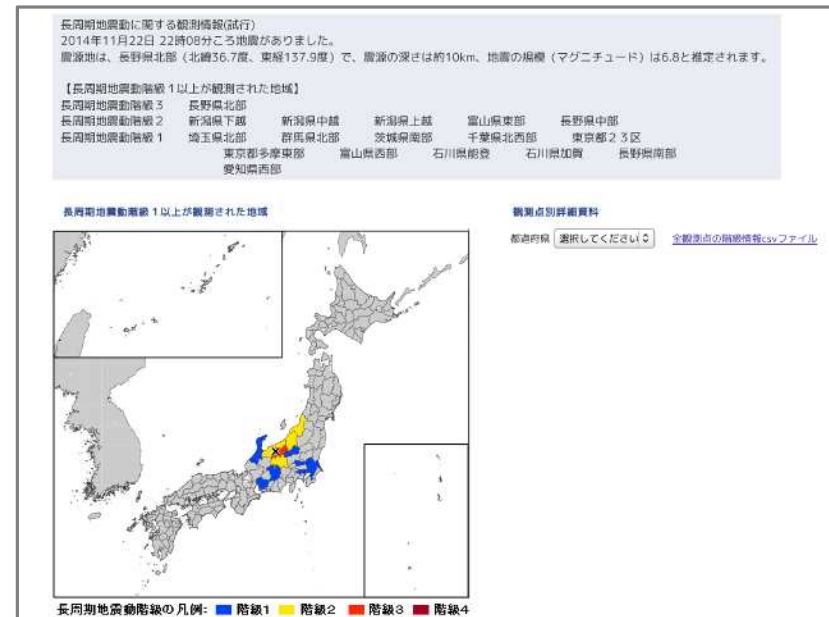 長周期地震動に関する観測情報(試行)
2014年11月22日 22時08分ころ地震がありました。
震源地は、長野県北部（北緯36.7度、東経137.9度）で、震源の深さは約10km、地震の規模（マグニチュード）は6.8と推定されます。
【長周期地震動階級１以上が観測された地域】
長周期地震動階級３ 長野県北部
長周期地震動階級２ 新潟県下越 新潟県中越 新潟県上越 富山県東部 長野県中部
長周期地震動階級１ 埼玉県北部 群馬県北部 茨城県南部 千葉県北西部 東京都２３区
東京都多摩東部 富山県西部 石川県能登 石川県加賀 長野県南部
愛知県西部
長周期地震動階級１以上が観測された地域 観測点別詳細資料
都道府県 選択してください 全観測点の階級情報csvファイル
長周期地震動階級の凡例: 階級1 階級2 階級3 階級4